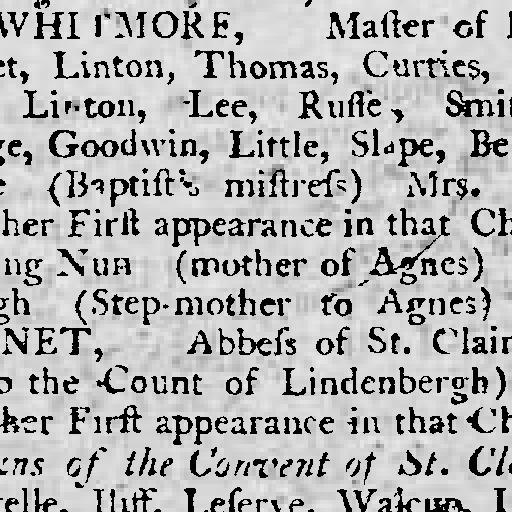 WHITMORE, Maſter of
et, Linton, Thomas, Curties,
Linton, Lee, Ruſſe, Smit
ge, Goodwin, Little, Slape, Be
e (Baptiſt's miſtreſs) Mrs.
her Firſt appearance in that Ch
ng Nun (mother of Agnes)
gh (Step-mother to Agnes)
NET, Abbeſs of St. Clair
o the Count of Lindenbergh)
her Firſt appearance in that Ch
uns of the Convent of St. Cl
elle, Iliff, Leſerve, Walcup,